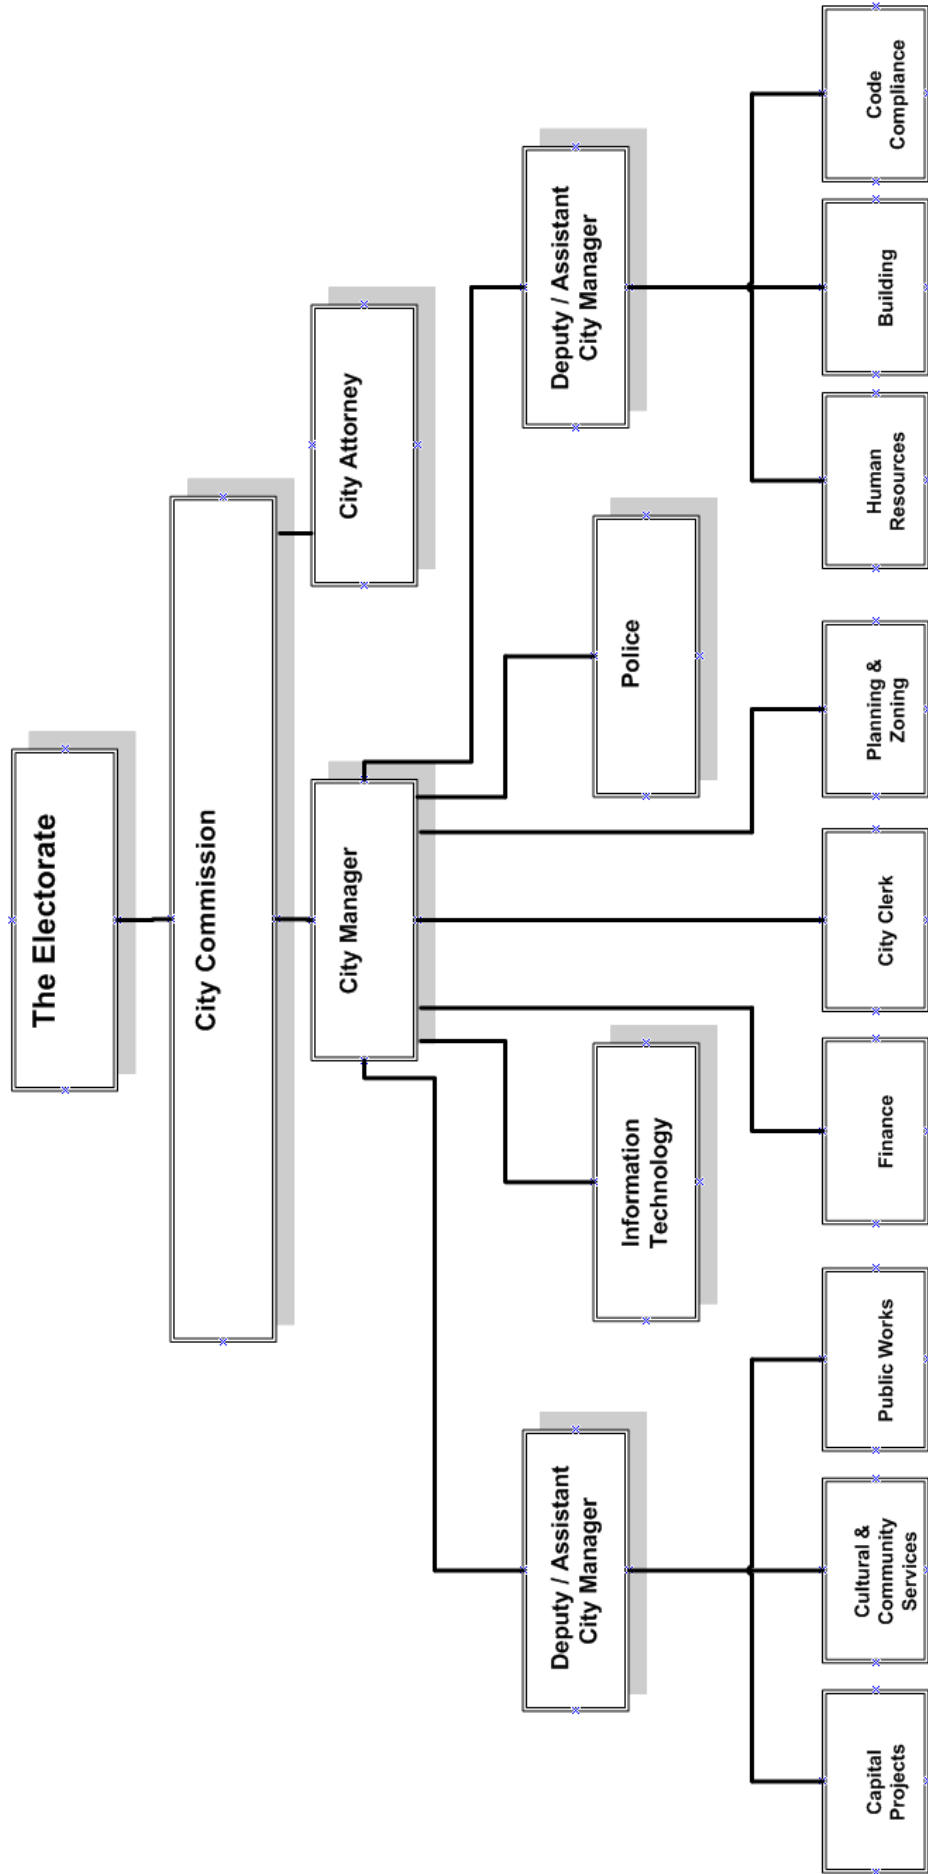 The Electorate
City Commission
City Manager
City Attorney
Deputy / Assistant
City Manager
Deputy / Assistant
City Manager
Information
Technology
Police
Capital
Projects
Cultural &
Community
Services
Public Works
Finance
City Clerk
Planning &
Zoning
Human
Resources
Building
Code
Compliance